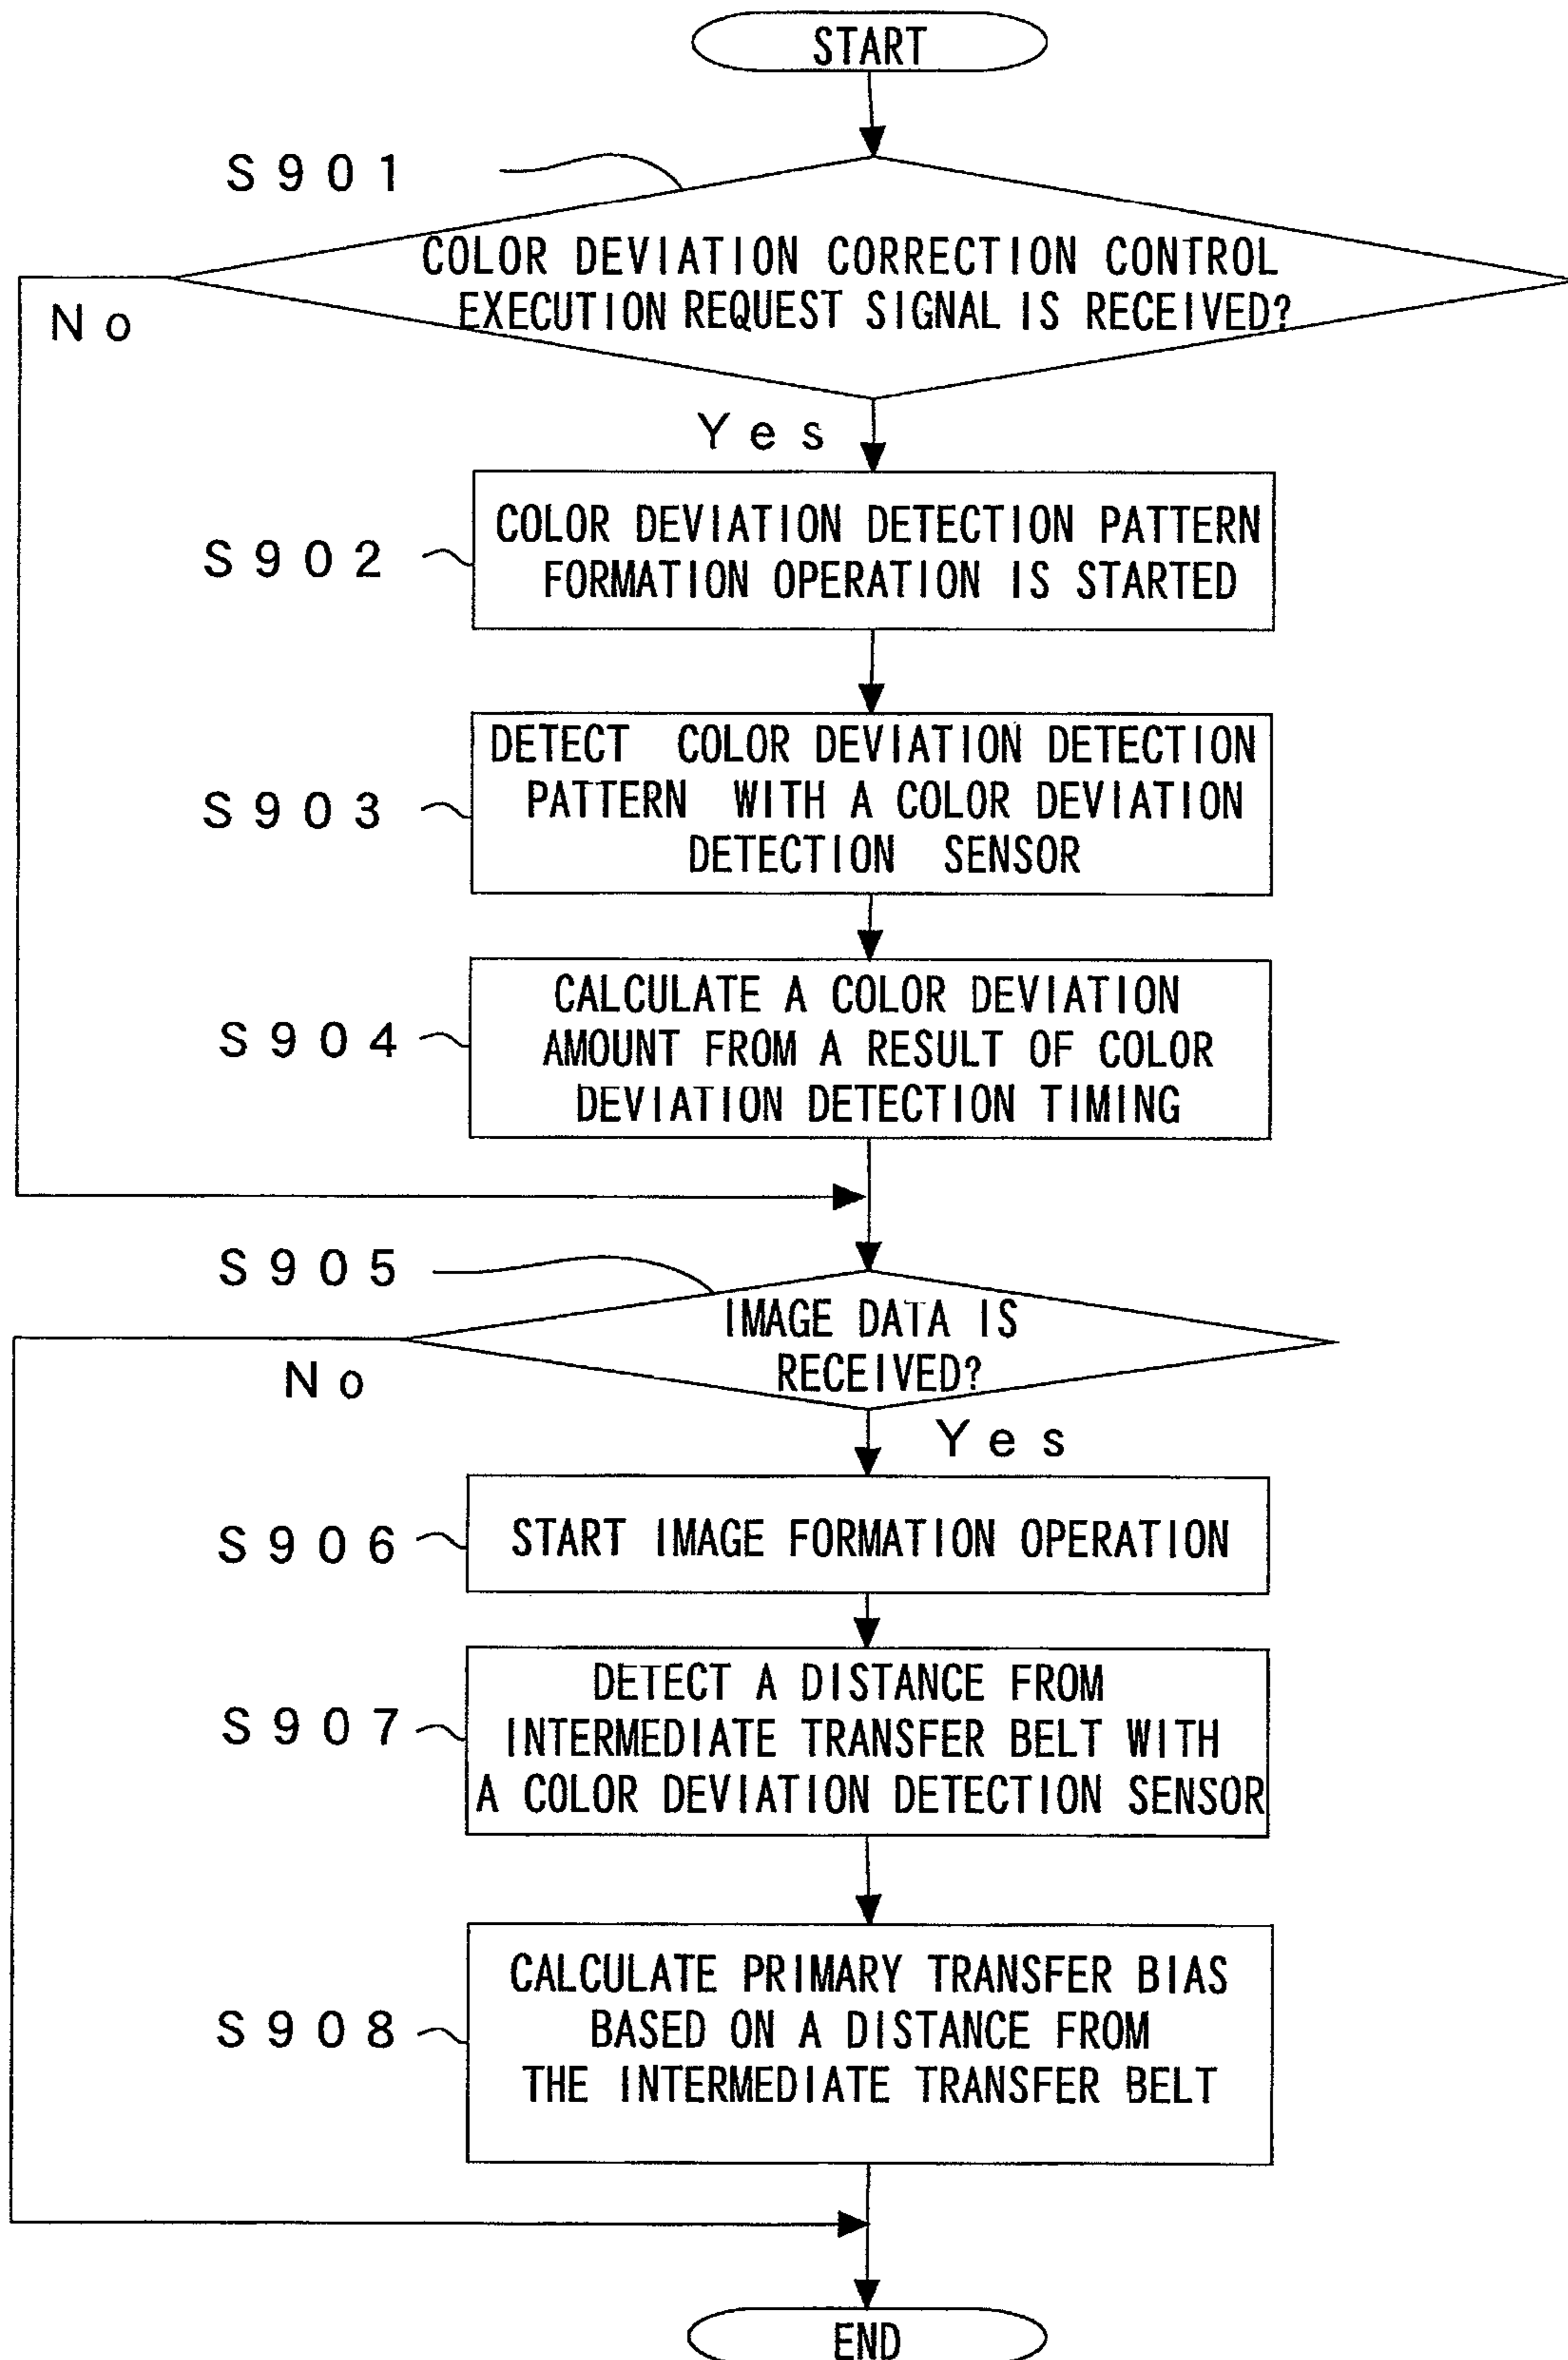 START
S901
COLOR DEVIATION CORRECTION CONTROL
EXECUTION REQUEST SIGNAL IS RECEIVED?
No
Yes
S902
COLOR DEVIATION DETECTION PATTERN
FORMATION OPERATION IS STARTED
S903
DETECT COLOR DEVIATION DETECTION
PATTERN WITH A COLOR DEVIATION
DETECTION SENSOR
S904
CALCULATE A COLOR DEVIATION
AMOUNT FROM A RESULT OF COLOR
DEVIATION DETECTION TIMING
S905
IMAGE DATA IS
RECEIVED?
No
Yes
S906
START IMAGE FORMATION OPERATION
S907
DETECT A DISTANCE FROM
INTERMEDIATE TRANSFER BELT WITH
A COLOR DEVIATION DETECTION SENSOR
S908
CALCULATE PRIMARY TRANSFER BIAS
BASED ON A DISTANCE FROM
THE INTERMEDIATE TRANSFER BELT
END